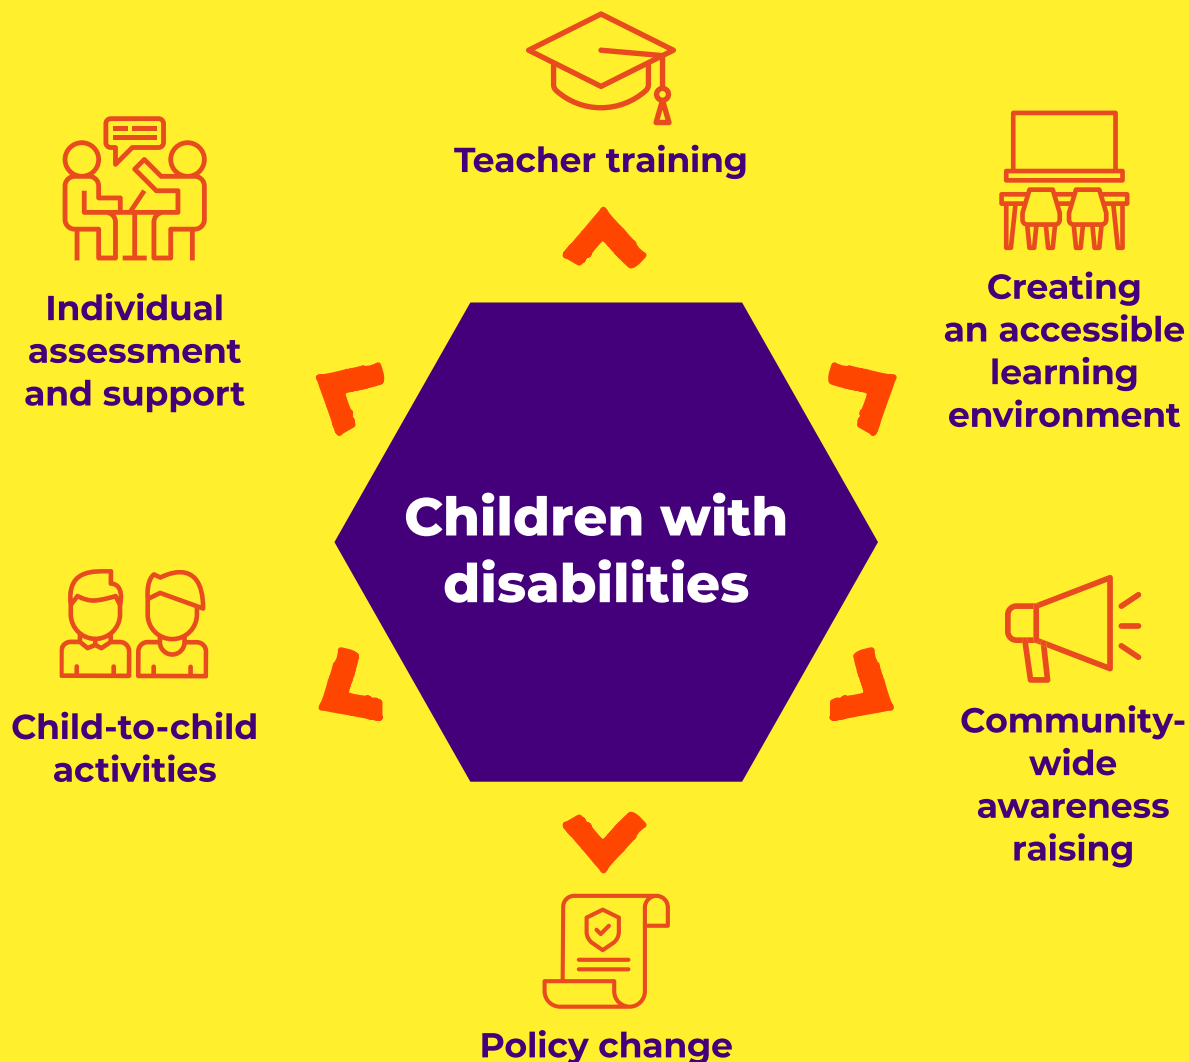 Teacher training
Individual
assessment
and support
Creating
an accessible
learning
environment
Children with
disabilities
Child-to-child
activities
Community-
wide
awareness
raising
Policy change